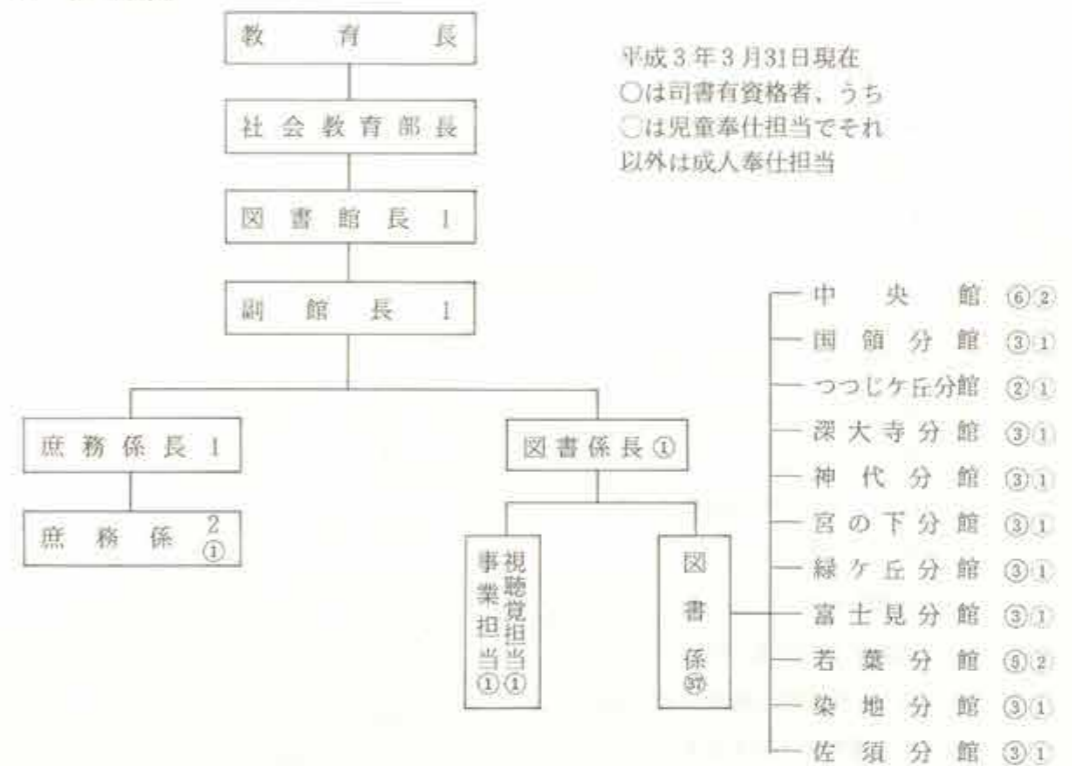 教育長
平成3年3月31日現在
○は司書有資格者、うち
○は児童奉仕担当でそれ
以外は成人奉仕担当
社会教育部長
図書館長 1
副館長 1
庶務係長 1
庶務係 2
①
図書係長 ①
視聴覚担当①
事業担当①
図書係㊲
中央館 ⑥②
国領分館 ③①
つつじケ丘分館 ②①
深大寺分館 ③①
神代分館 ③①
宮の下分館 ③①
緑ケ丘分館 ③①
富士見分館 ③①
若葉分館 ⑤②
染地分館 ③①
佐須分館 ③①